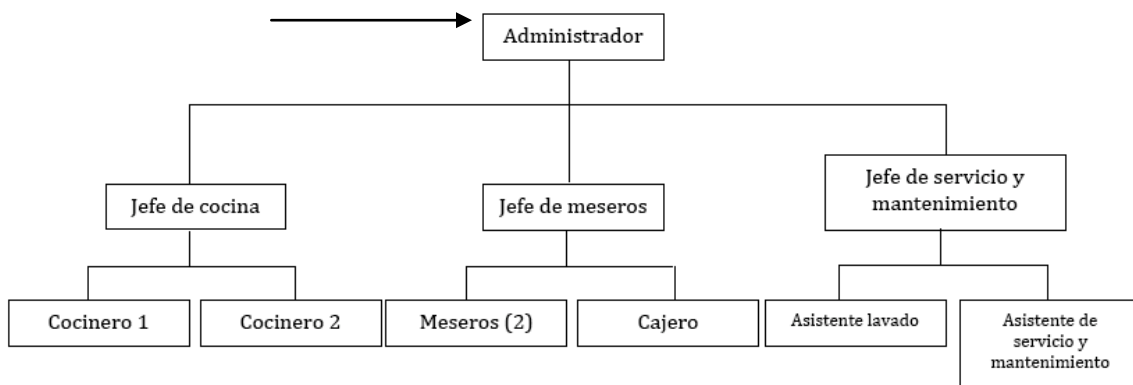 Administrador
Jefe de cocina
Jefe de meseros
Jefe de servicio y
mantenimiento
Cocinero 1
Cocinero 2
Meseros (2)
Cajero
Asistente lavado
Asistente de
servicio y
mantenimiento